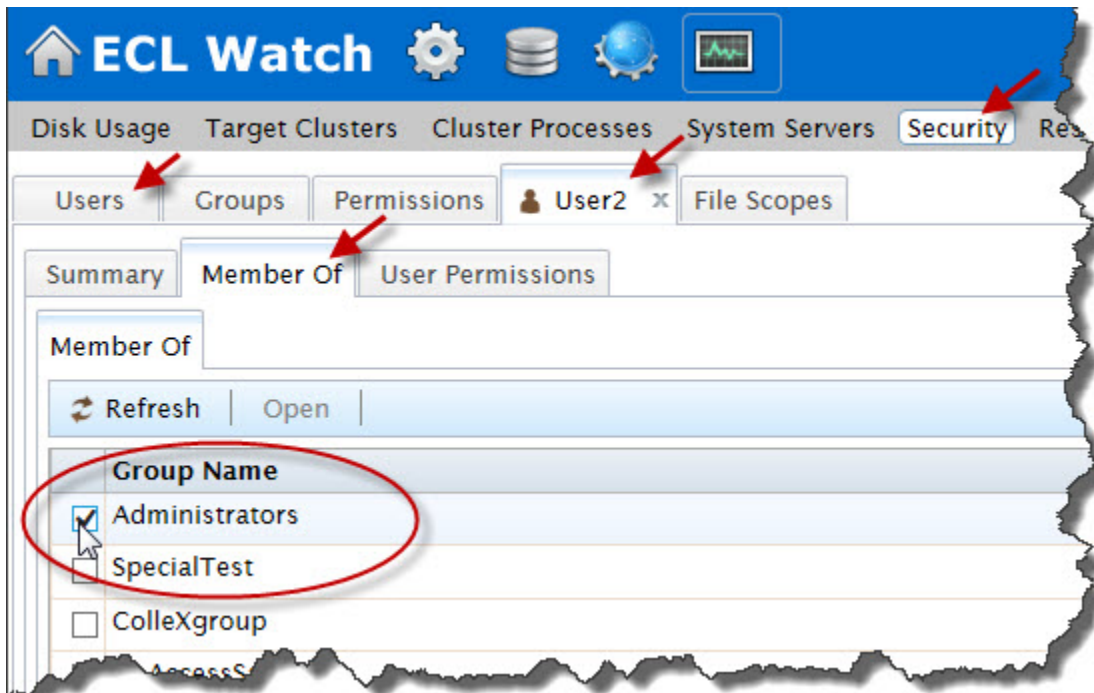 ECL Watch
Disk Usage Target Clusters Cluster Processes System Servers Security Res
Users Groups Permissions User2 x File Scopes
Summary Member Of User Permissions
Member Of
Refresh Open
Group Name
Administrators
SpecialTest
ColleXgroup